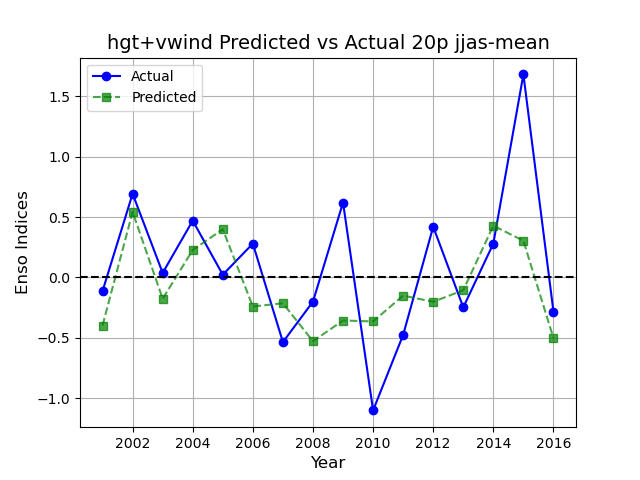 hgt+vwind Predicted vs Actual 20p jjas-mean
Actual
Predicted
Enso Indices
1.5
1.0
0.5
0.0
−0.5
−1.0
2002 2004 2006 2008 2010 2012 2014 2016
Year